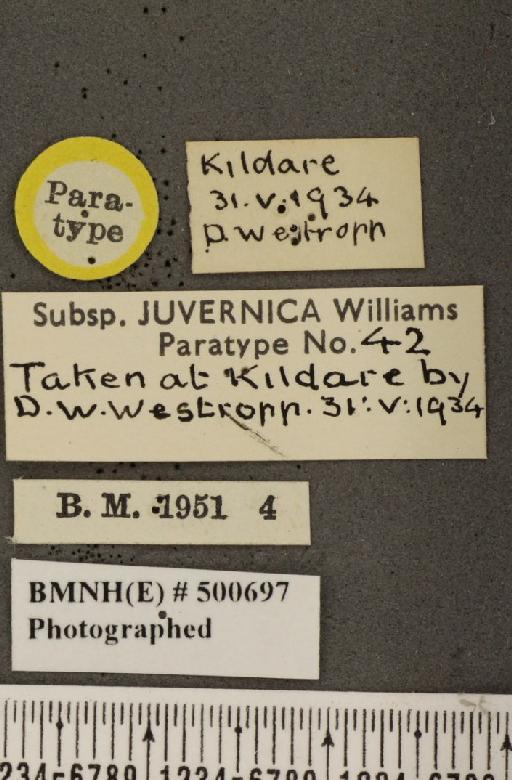 Para-
type
Kildare
31.V.1934
D. Westropp
Subsp. JUVERNICA Williams
Paratype No. 42
Taken at Kildare by
D.W. Westropp. 31.V.1934
B. M. 1951 4
BMNH(E) # 500697
Photographed